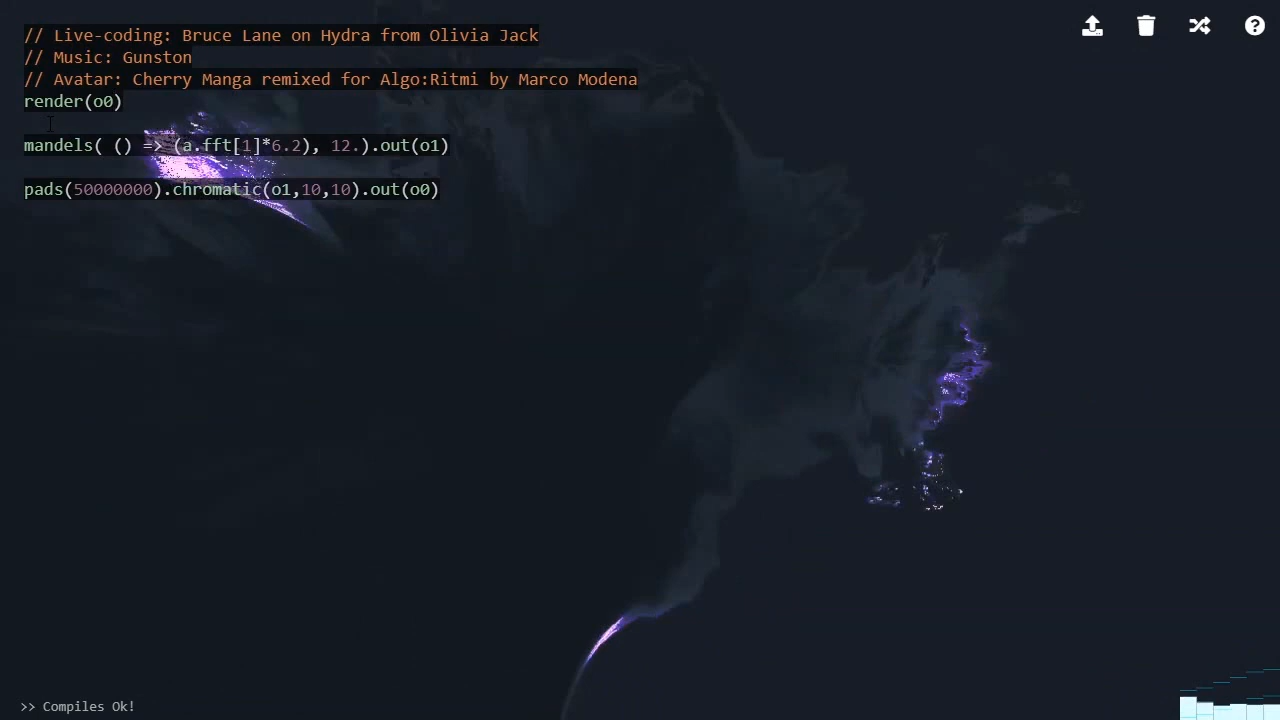 // Live-coding: Bruce Lane on Hydra from Olivia Jack
// Music: Gunston
// Avatar: Cherry Manga remixed for Algo:Ritmi by Marco Modena
render(o0)
mandels( () => (a.fft[1]*6.2), 12.).out(o1)
pads(50000000).chromatic(o1,10,10).out(o0)
>> Compiles Ok!